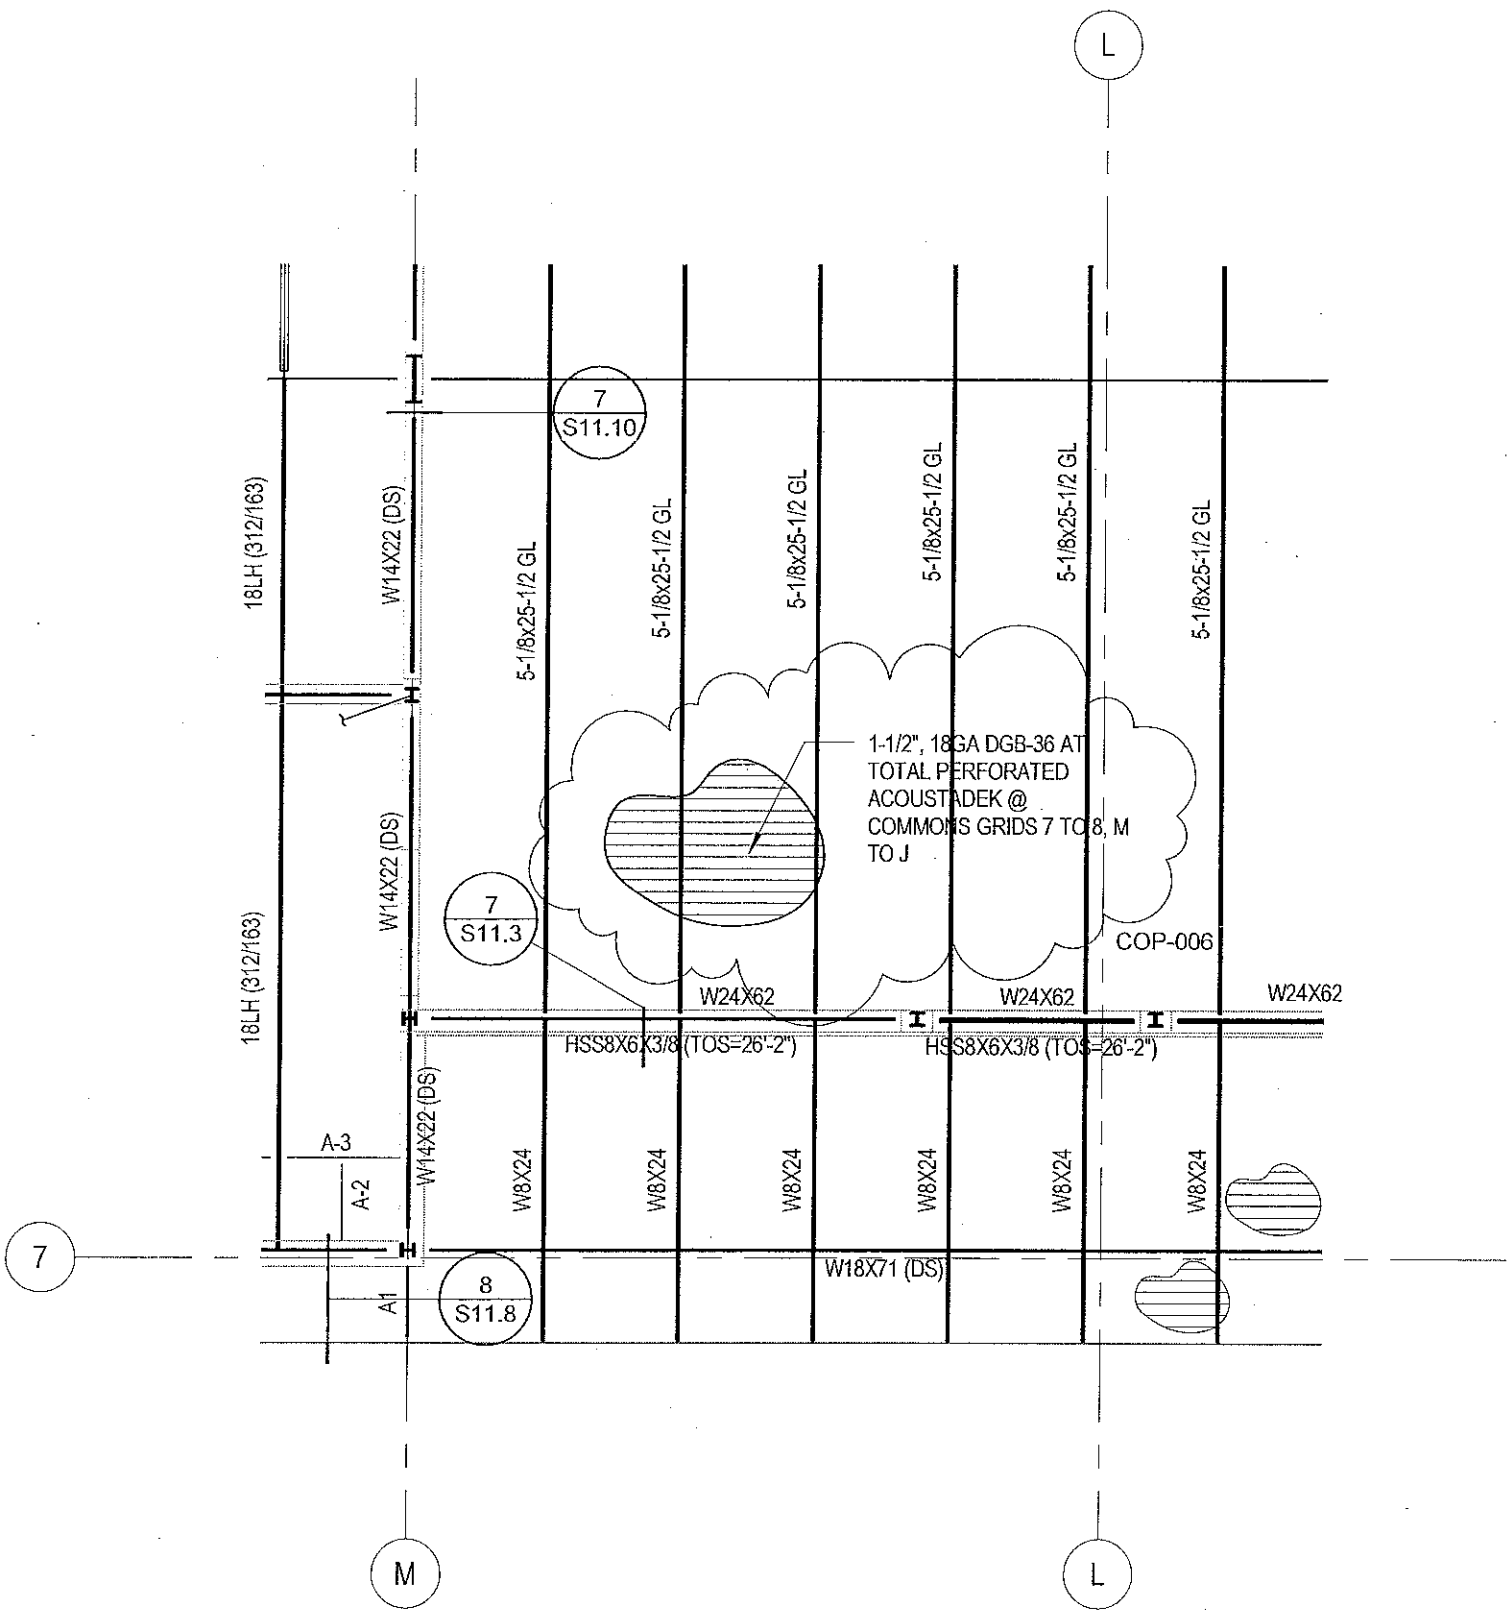 L
7
S11.10
18LH (312/163)
W14X22 (DS)
5-1/8x25-1/2 GL
5-1/8x25-1/2 GL
5-1/8x25-1/2 GL
5-1/8x25-1/2 GL
5-1/8x25-1/2 GL
5-1/8x25-1/2 GL
1-1/2", 18GA DGB-36 AT
TOTAL PERFORATED
ACOUSTADEK @
COMMONS GRIDS 7 TO 8, M
TO J
W14X22 (DS)
7
S11.3
18LH (312/163)
COP-006
W24X62
W24X62
W24X62
HSS8X6X3/8 (TOS=26'-2")
HSS8X6X3/8 (TOS=26'-2")
W14X22 (DS)
A-3
A-2
W8X24
W8X24
W8X24
W8X24
W8X24
W8X24
7
W18X71 (DS)
A1
8
S11.8
M
L